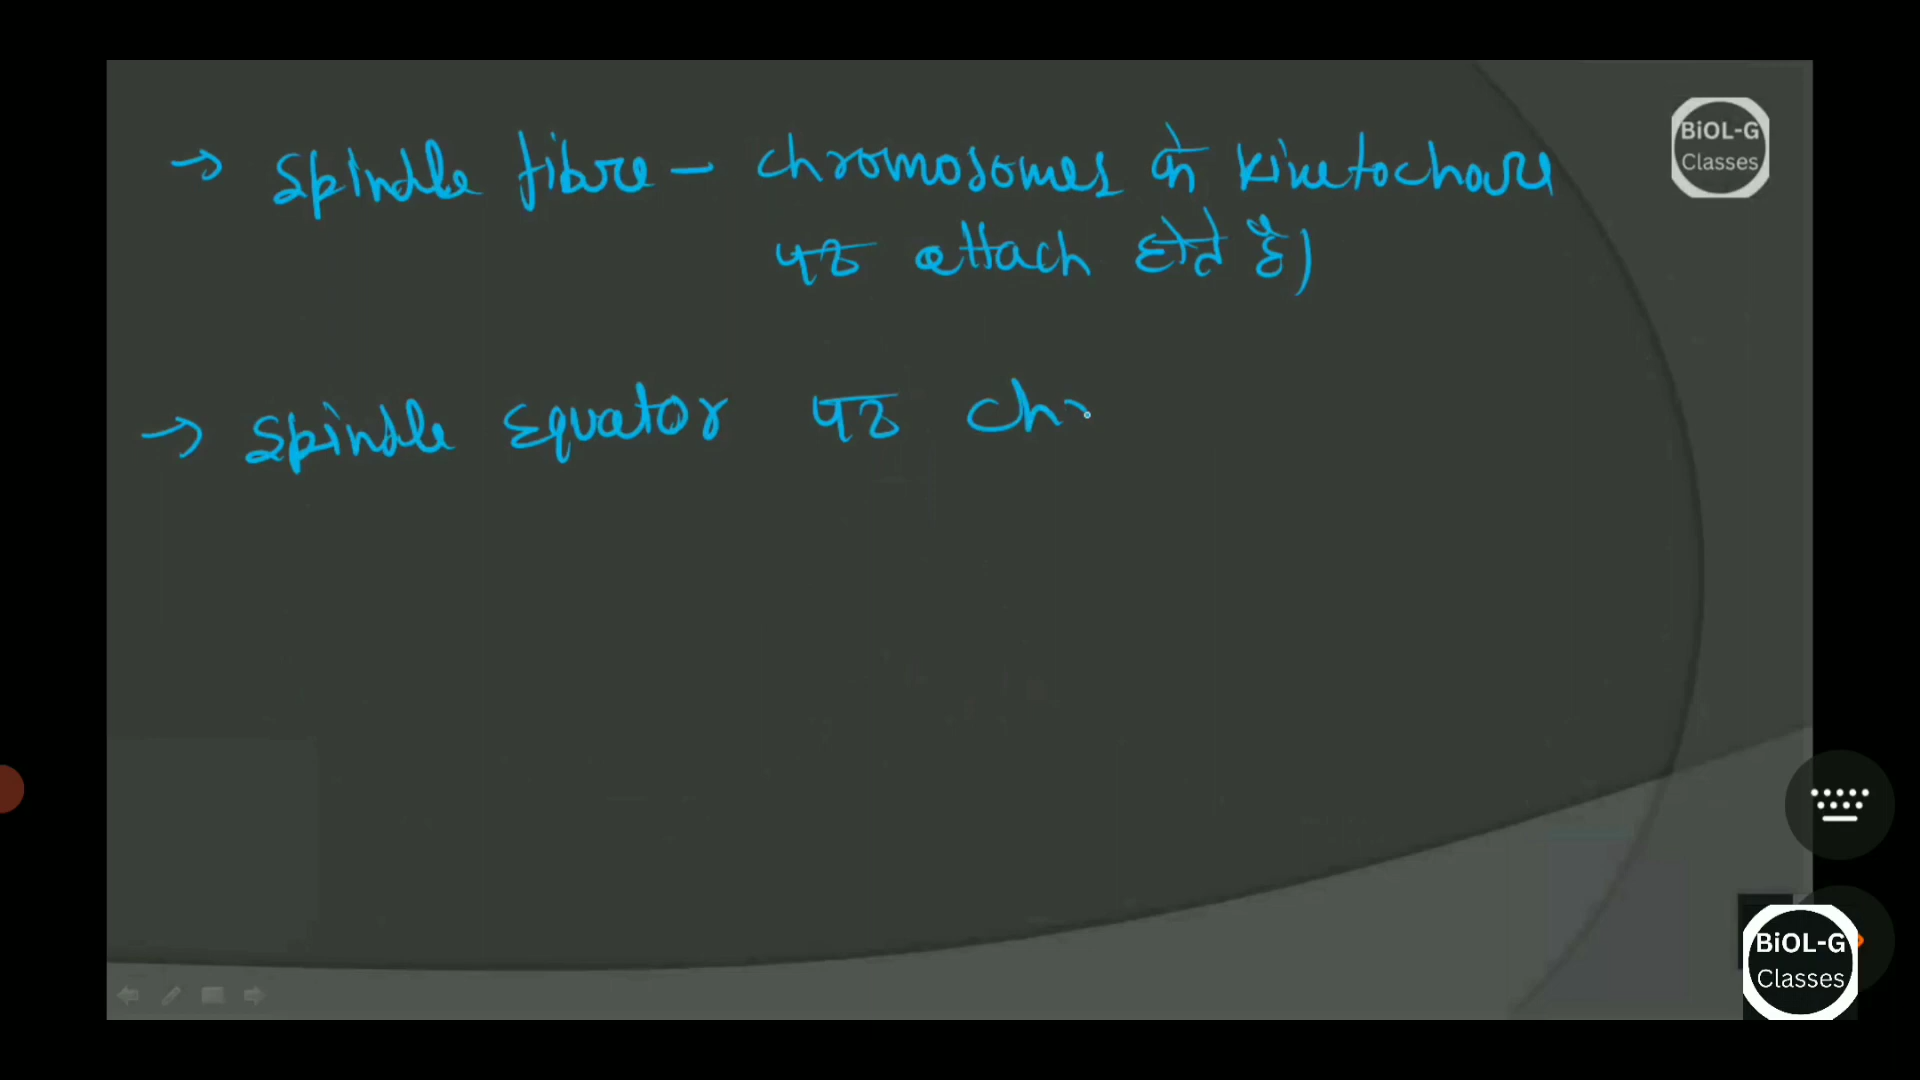 → Spindle fibre - chromosomes के kinetochore
पर attach होते है)
→ Spindle Equator पर ch
BiOL-G
Classes
BiOL-G
Classes